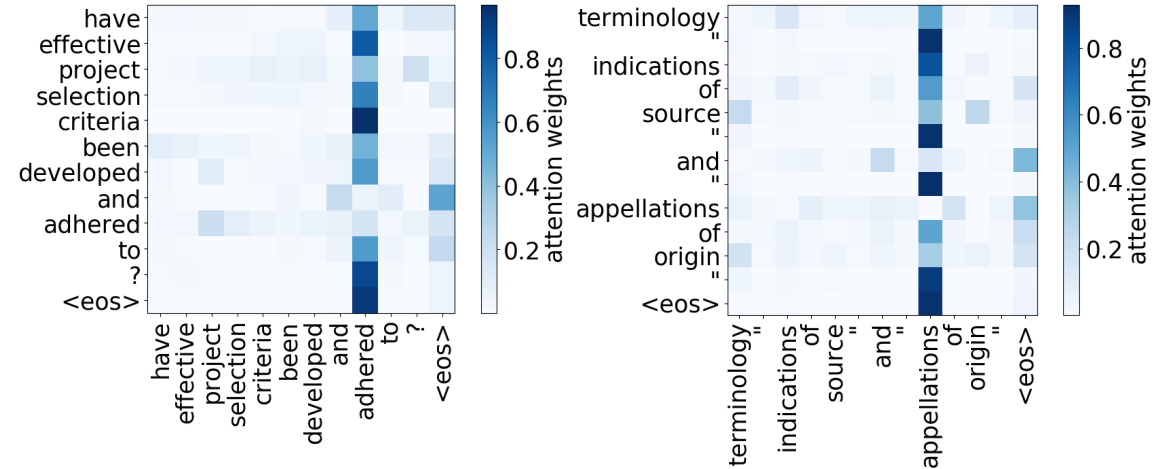 have
effective
project
selection
criteria
been
developed
and
adhered
to
?
<eos>
have
effective
project
selection
criteria
been
developed
and
adhered
to
?
<eos>
0.8
0.6
0.4
0.2
attention weights
terminology
"
indications
of
source
"
and
"
appellations
of
origin
"
<eos>
terminology
"
indications
of
source
"
and
"
appellations
of
origin
"
<eos>
0.8
0.6
0.4
0.2
attention weights